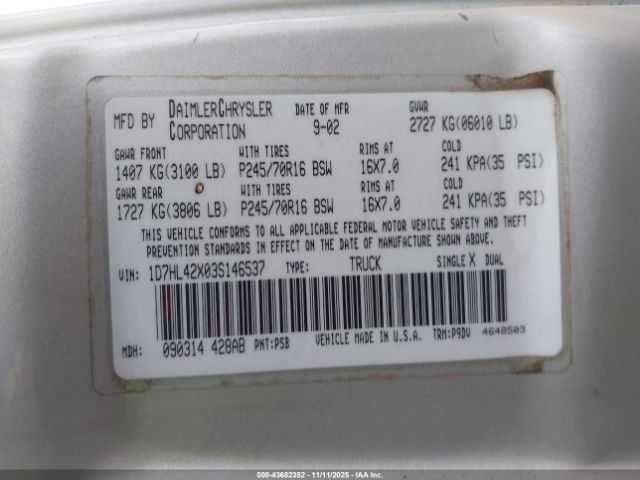 MFD BY DAIMLERCHRYSLER CORPORATION DATE OF MFR 9-02 GVWR 2727 KG(06010 LB)
GAWR FRONT WITH TIRES RIMS AT COLD
1407 KG(3100 LB) P245/70R16 BSW 16X7.0 241 KPA(35 PSI)
GAWR REAR WITH TIRES RIMS AT COLD
1727 KG(3806 LB) P245/70R16 BSW 16X7.0 241 KPA(35 PSI)
THIS VEHICLE CONFORMS TO ALL APPLICABLE FEDERAL MOTOR VEHICLE SAFETY AND THEFT
PREVENTION STANDARDS IN EFFECT ON THE DATE OF MANUFACTURE SHOWN ABOVE.
VIN: 1D7HL42X03S146537 TYPE: TRUCK SINGLE X DUAL
MDH: 090314 428AB PNT:PSB VEHICLE MADE IN U.S.A. TRM:P9DV 4648503
000-43682352 - 11/11/2025 - IAAI.com